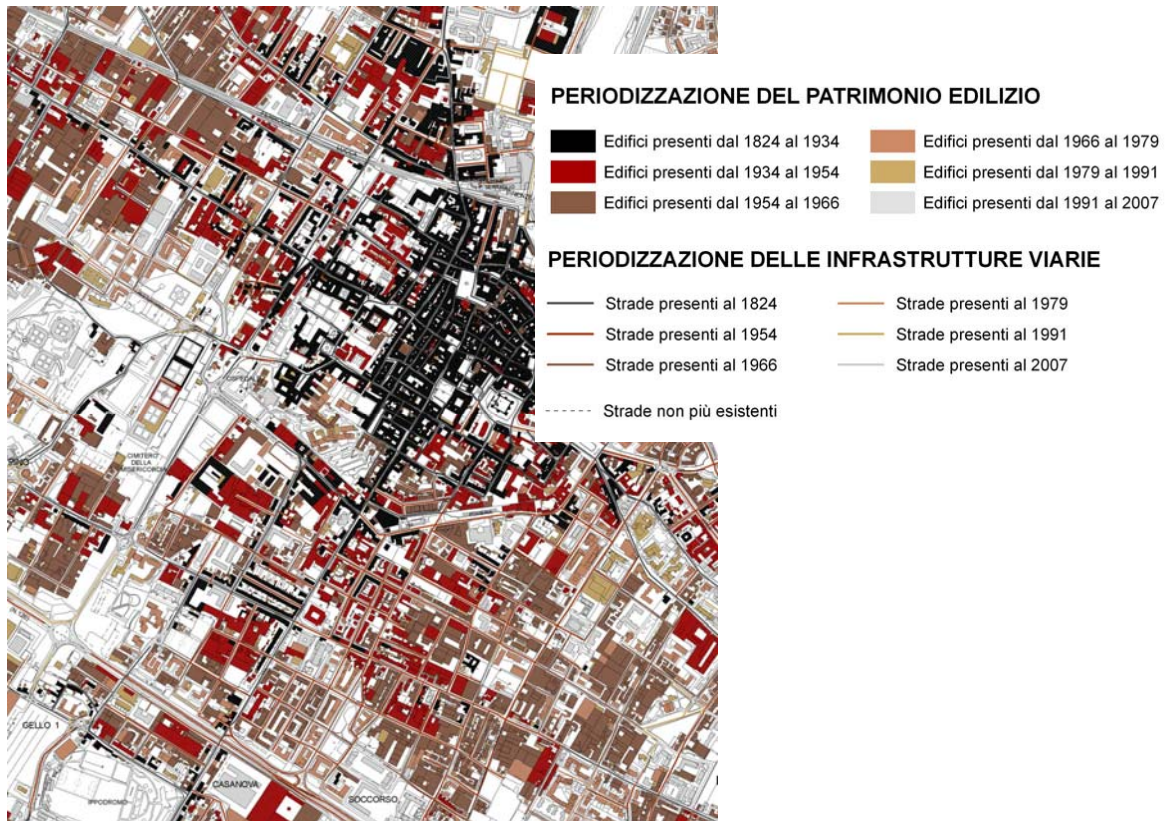 PERIODIZZAZIONE DEL PATRIMONIO EDILIZIO
Edifici presenti dal 1824 al 1934
Edifici presenti dal 1934 al 1954
Edifici presenti dal 1954 al 1966
Edifici presenti dal 1966 al 1979
Edifici presenti dal 1979 al 1991
Edifici presenti dal 1991 al 2007
PERIODIZZAZIONE DELLE INFRASTRUTTURE VIARIE
Strade presenti al 1824
Strade presenti al 1954
Strade presenti al 1966
Strade non più esistenti
Strade presenti al 1979
Strade presenti al 1991
Strade presenti al 2007
LUCCA
OSPEDALE
CIMITERO
DELLA
MISERICORDIA
GELLO 1
IPPODROMO
CASANOVA
SOCCORSO